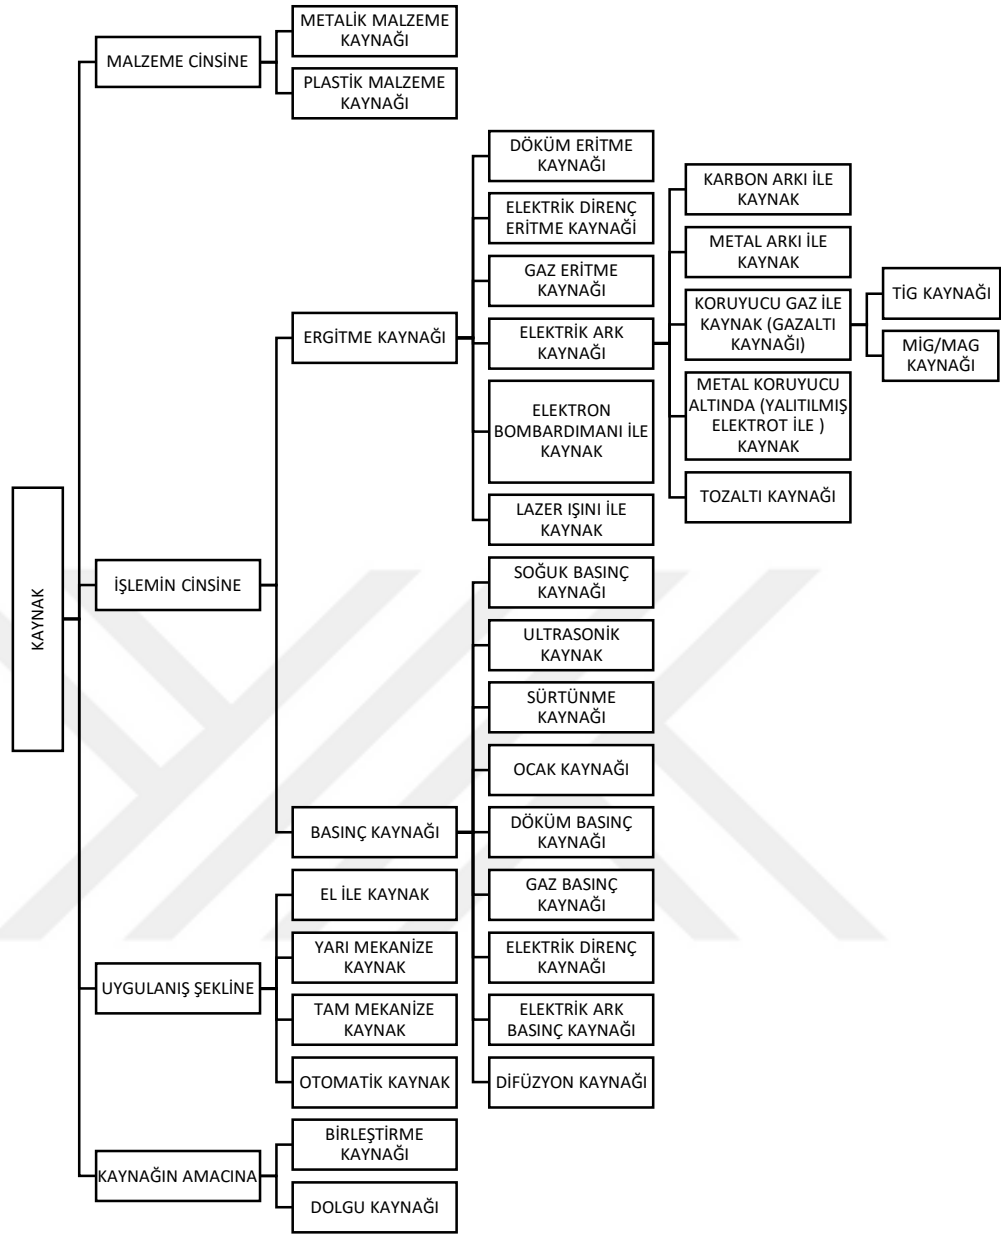 KAYNAK
MALZEME CİNSİNE
METALİK MALZEME
KAYNAĞI
PLASTİK MALZEME
KAYNAĞI
İŞLEMİN CİNSİNE
ERGİTME KAYNAĞI
DÖKÜM ERİTME
KAYNAĞI
ELEKTRİK DİRENÇ
ERİTME KAYNAĞİ
GAZ ERİTME
KAYNAĞI
ELEKTRİK ARK
KAYNAĞI
KARBON ARKI İLE
KAYNAK
METAL ARKI İLE
KAYNAK
KORUYUCU GAZ İLE
KAYNAK (GAZALTI
KAYNAĞI)
TİG KAYNAĞI
MİG/MAG
KAYNAĞI
METAL KORUYUCU
ALTINDA (YALITILMIŞ
ELEKTROT İLE )
KAYNAK
TOZALTI KAYNAĞI
ELEKTRON
BOMBARDIMANI İLE
KAYNAK
LAZER IŞINI İLE
KAYNAK
BASINÇ KAYNAĞI
SOĞUK BASINÇ
KAYNAĞI
ULTRASONİK
KAYNAK
SÜRTÜNME
KAYNAĞI
OCAK KAYNAĞI
DÖKÜM BASINÇ
KAYNAĞI
GAZ BASINÇ
KAYNAĞI
ELEKTRİK DİRENÇ
KAYNAĞI
ELEKTRİK ARK
BASINÇ KAYNAĞI
DİFÜZYON KAYNAĞI
UYGULANIŞ ŞEKLİNE
EL İLE KAYNAK
YARI MEKANİZE
KAYNAK
TAM MEKANİZE
KAYNAK
OTOMATİK KAYNAK
KAYNAĞIN AMACINA
BİRLEŞTİRME
KAYNAĞI
DOLGU KAYNAĞI